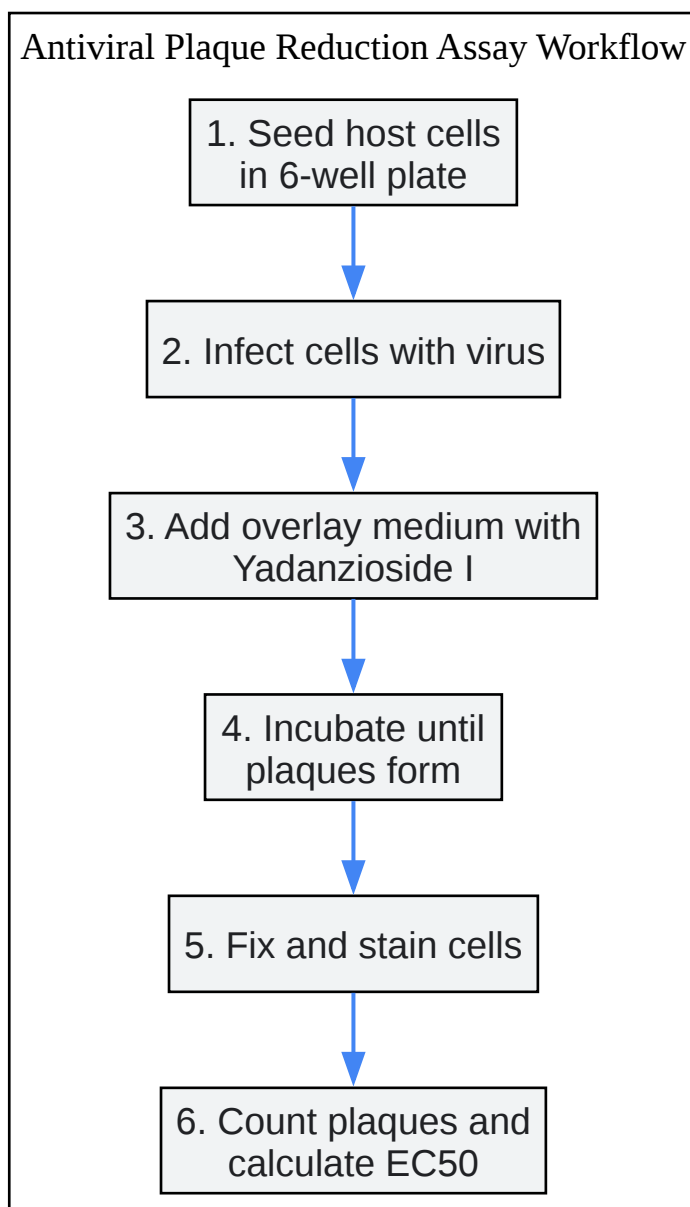 Antiviral Plaque Reduction Assay Workflow
1. Seed host cells
in 6-well plate
2. Infect cells with virus
3. Add overlay medium with
Yadanzioside I
4. Incubate until
plaques form
5. Fix and stain cells
6. Count plaques and
calculate EC50